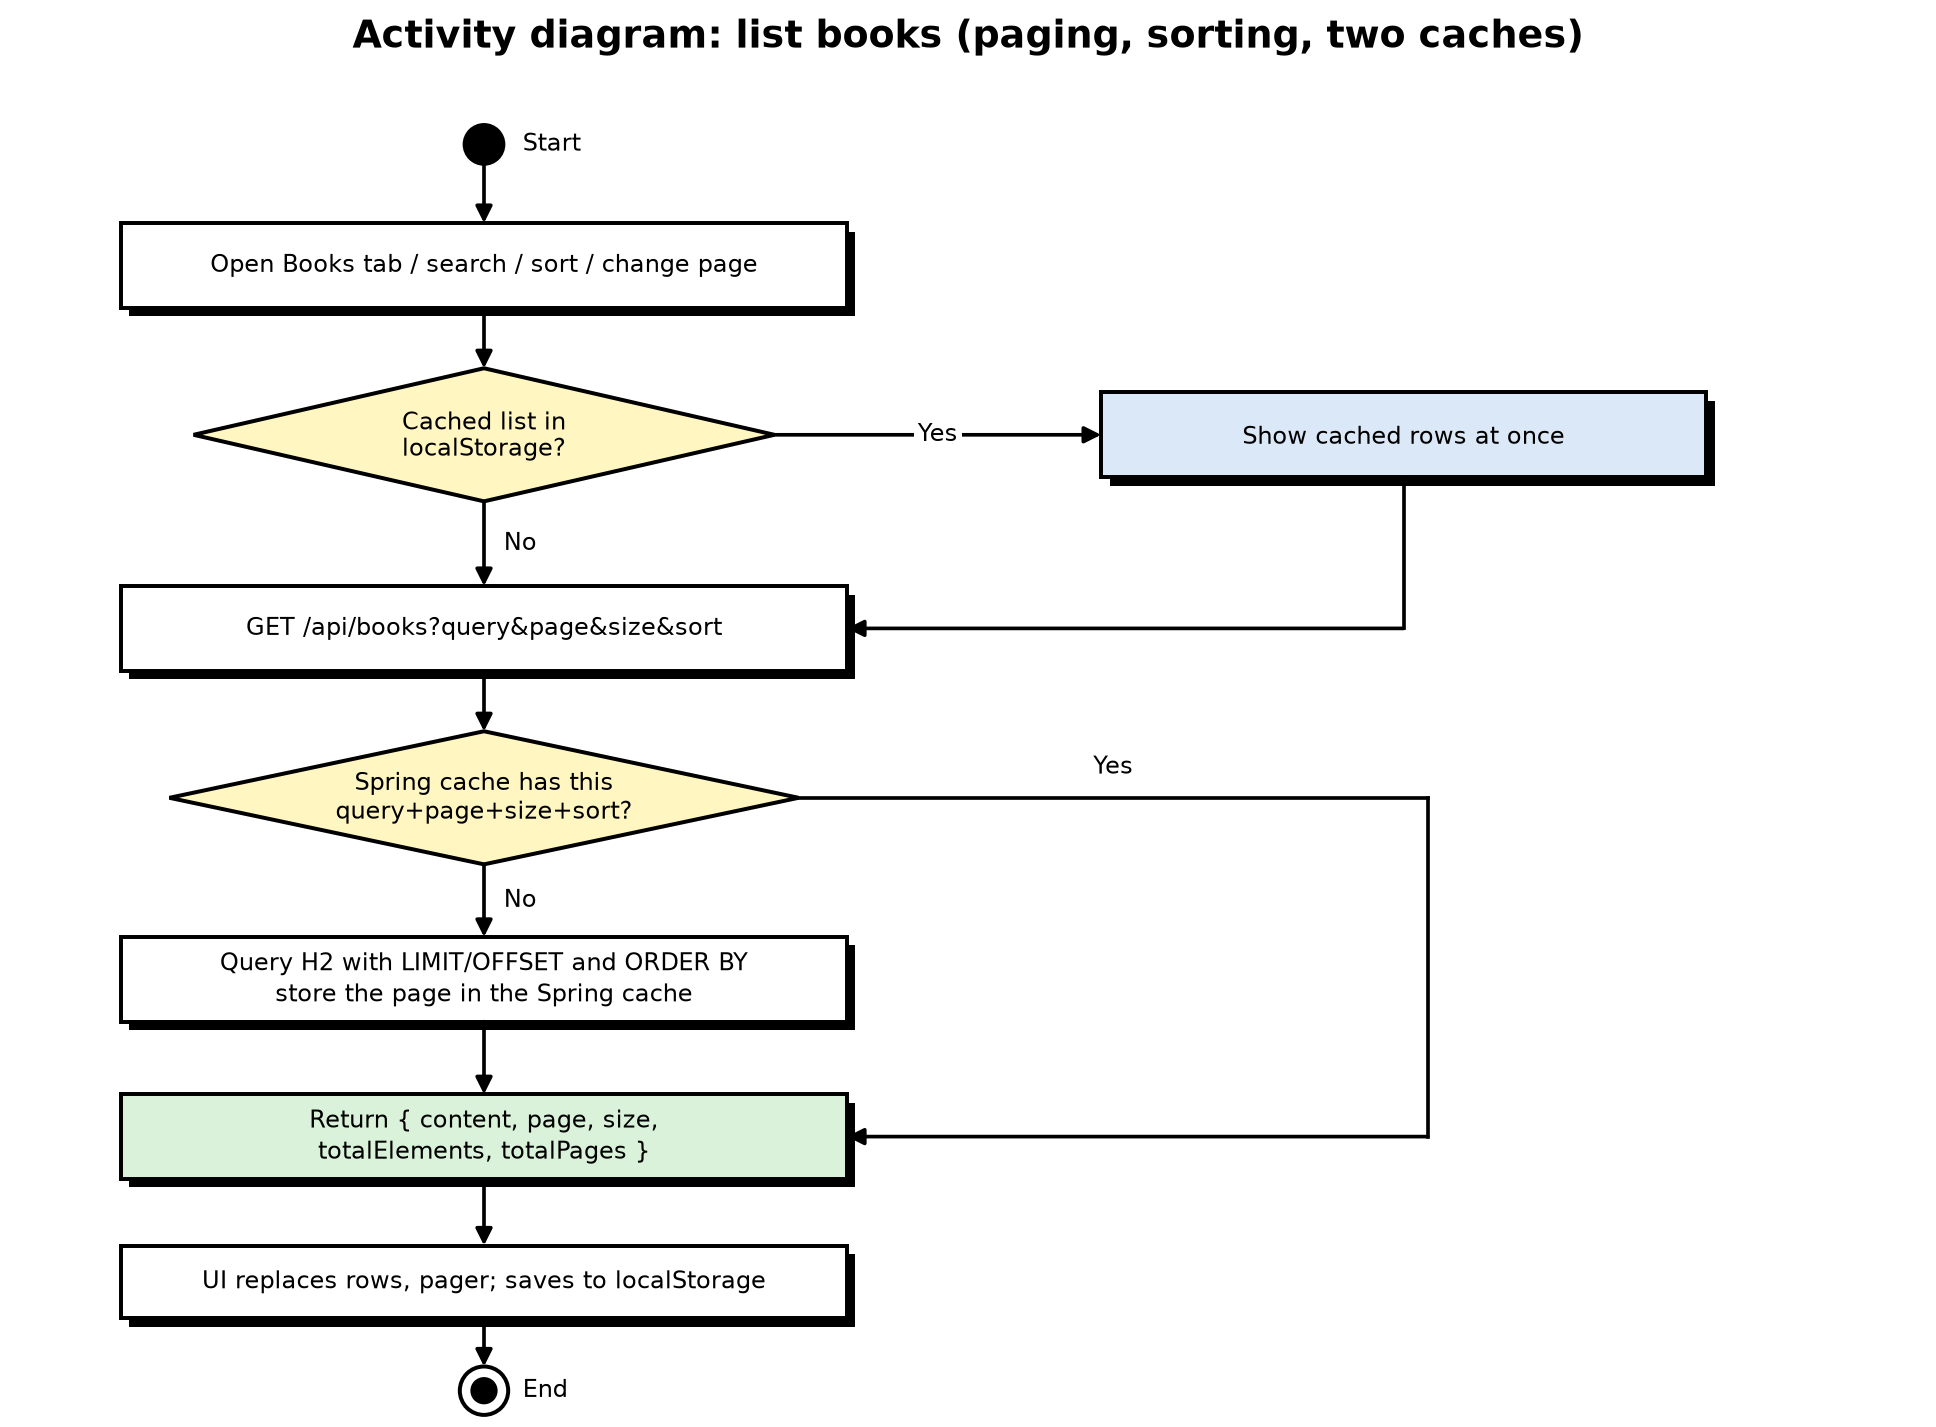 Activity diagram: list books (paging, sorting, two caches)
Start
Open Books tab / search / sort / change page
Cached list in
localStorage?
Yes
Show cached rows at once
No
GET /api/books?query&page&size&sort
Spring cache has this
query+page+size+sort?
Yes
No
Query H2 with LIMIT/OFFSET and ORDER BY
store the page in the Spring cache
Return { content, page, size,
totalElements, totalPages }
UI replaces rows, pager; saves to localStorage
End